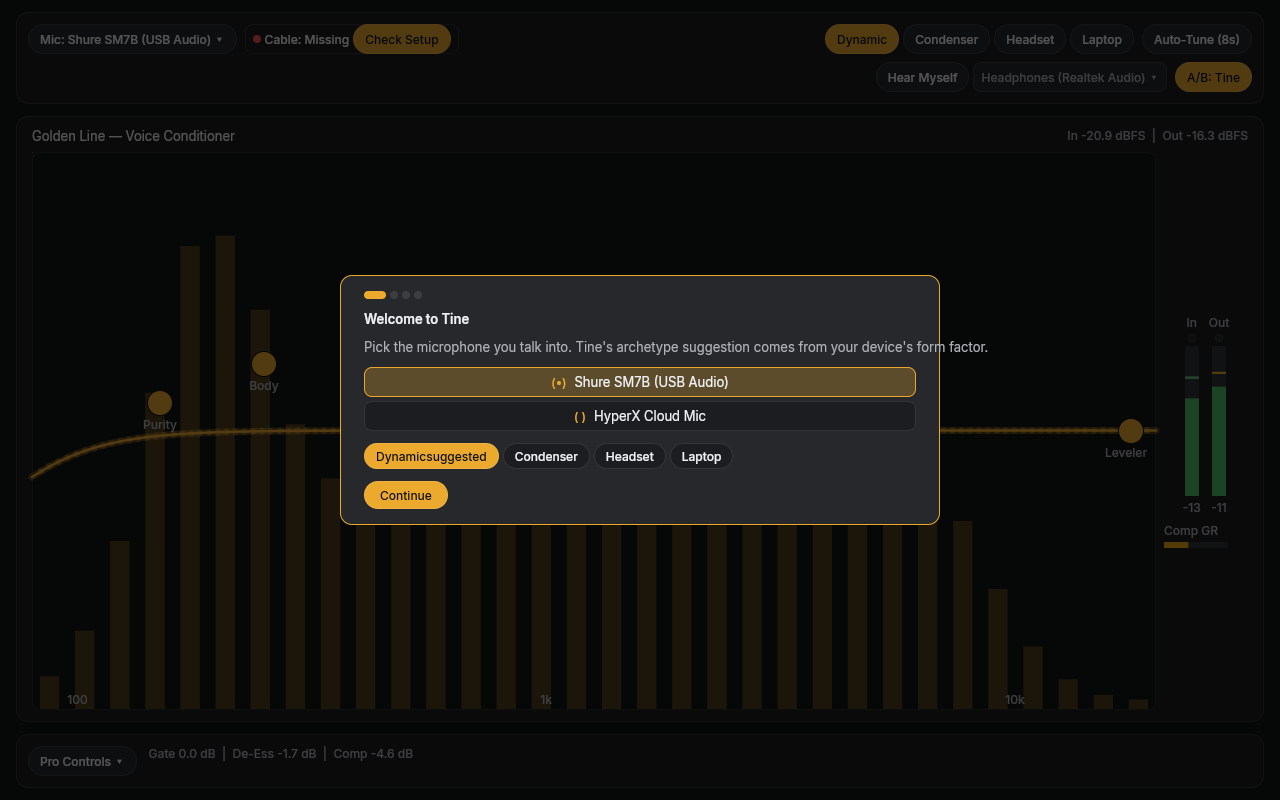 Mic: Shure SM7B (USB Audio) ▾ Cable: Missing Check Setup Dynamic Condenser Headset Laptop Auto-Tune (8s)
Hear Myself Headphones (Realtek Audio) ▾ A/B: Tine
Golden Line — Voice Conditioner In -20.9 dBFS | Out -16.3 dBFS
Welcome to Tine
Pick the microphone you talk into. Tine's archetype suggestion comes from your device's form factor.
(•) Shure SM7B (USB Audio)
( ) HyperX Cloud Mic
Dynamicsuggested Condenser Headset Laptop
Continue
Body
Purity
Leveler
In Out
-13 -11
Comp GR
100 1k 10k
Pro Controls ▾ Gate 0.0 dB | De-Ess -1.7 dB | Comp -4.6 dB